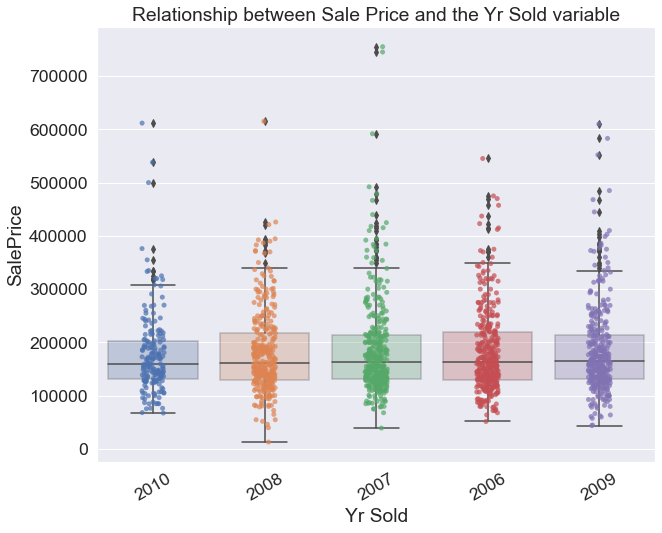 Relationship between Sale Price and the Yr Sold variable
700000
600000
500000
400000
300000
200000
100000
0
SalePrice
2010 2008 2007 2006 2009
Yr Sold